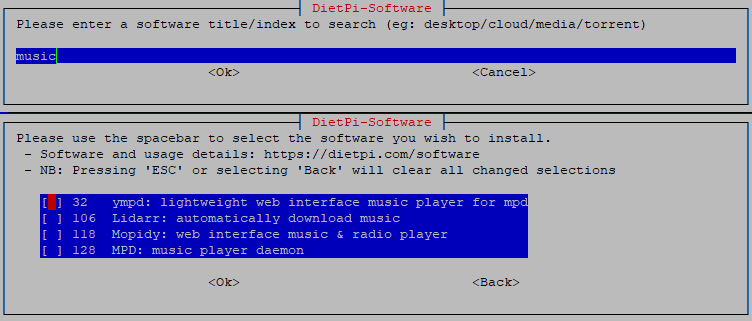 DietPi-Software
Please enter a software title/index to search (eg: desktop/cloud/media/torrent)
music
<Ok> <Cancel>
DietPi-Software
Please use the spacebar to select the software you wish to install.
- Software and usage details: https://dietpi.com/software
- NB: Pressing 'ESC' or selecting 'Back' will clear all changed selections
[ ] 32 ympd: lightweight web interface music player for mpd
[ ] 106 Lidarr: automatically download music
[ ] 118 Mopidy: web interface music & radio player
[ ] 128 MPD: music player daemon
<Ok> <Back>